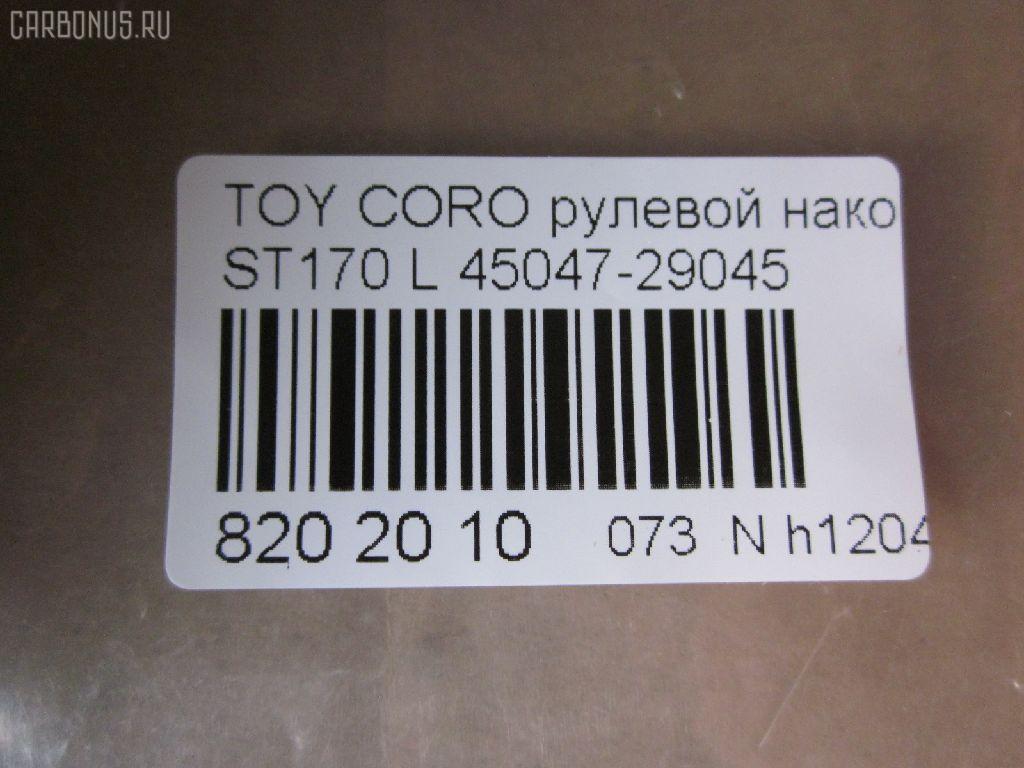 CARBONUS.RU
TOY CORO рулевой нако
ST170 L 45047-29045
820 20 10 073 N h1204